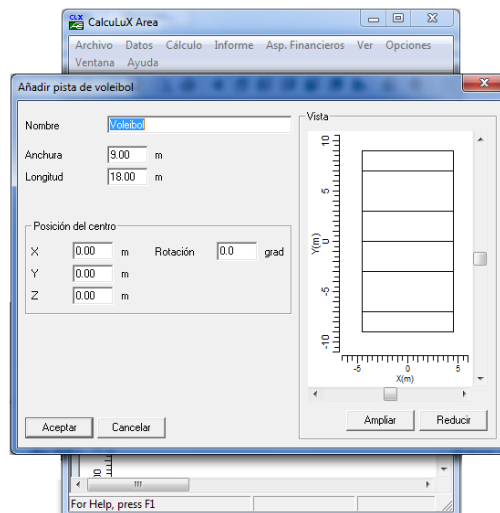 CLX
CalcuLuX Area
Archivo Datos Cálculo Informe Asp. Financieros Ver Opciones
Ventana Ayuda
Añadir pista de voleibol
Nombre Voleibol
Anchura 9.00 m
Longitud 18.00 m
Posición del centro
X 0.00 m Rotación 0.0 grad
Y 0.00 m
Z 0.00 m
Aceptar Cancelar
Vista
10
5
0
-5
-10
Y(m)
-5 0 5
X(m)
Ampliar Reducir
For Help, press F1